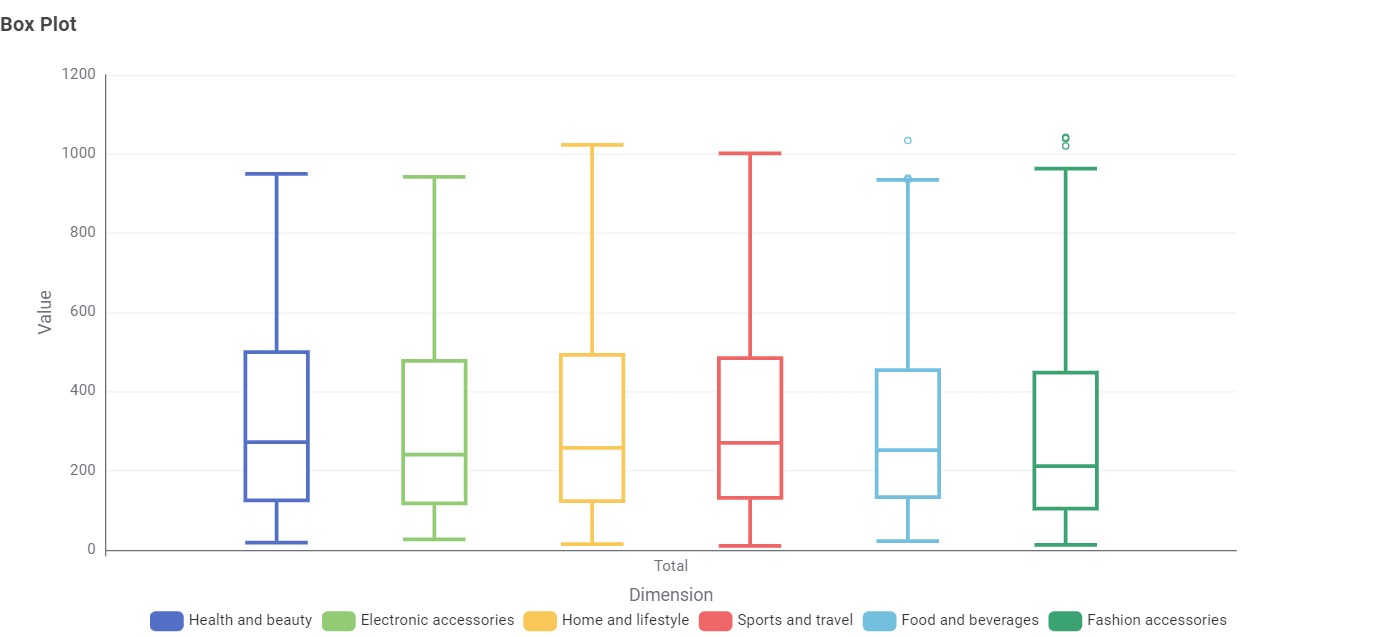 Box Plot
1200
1000
800
600
400
200
0
Value
Total
Dimension
Health and beauty Electronic accessories Home and lifestyle Sports and travel Food and beverages Fashion accessories